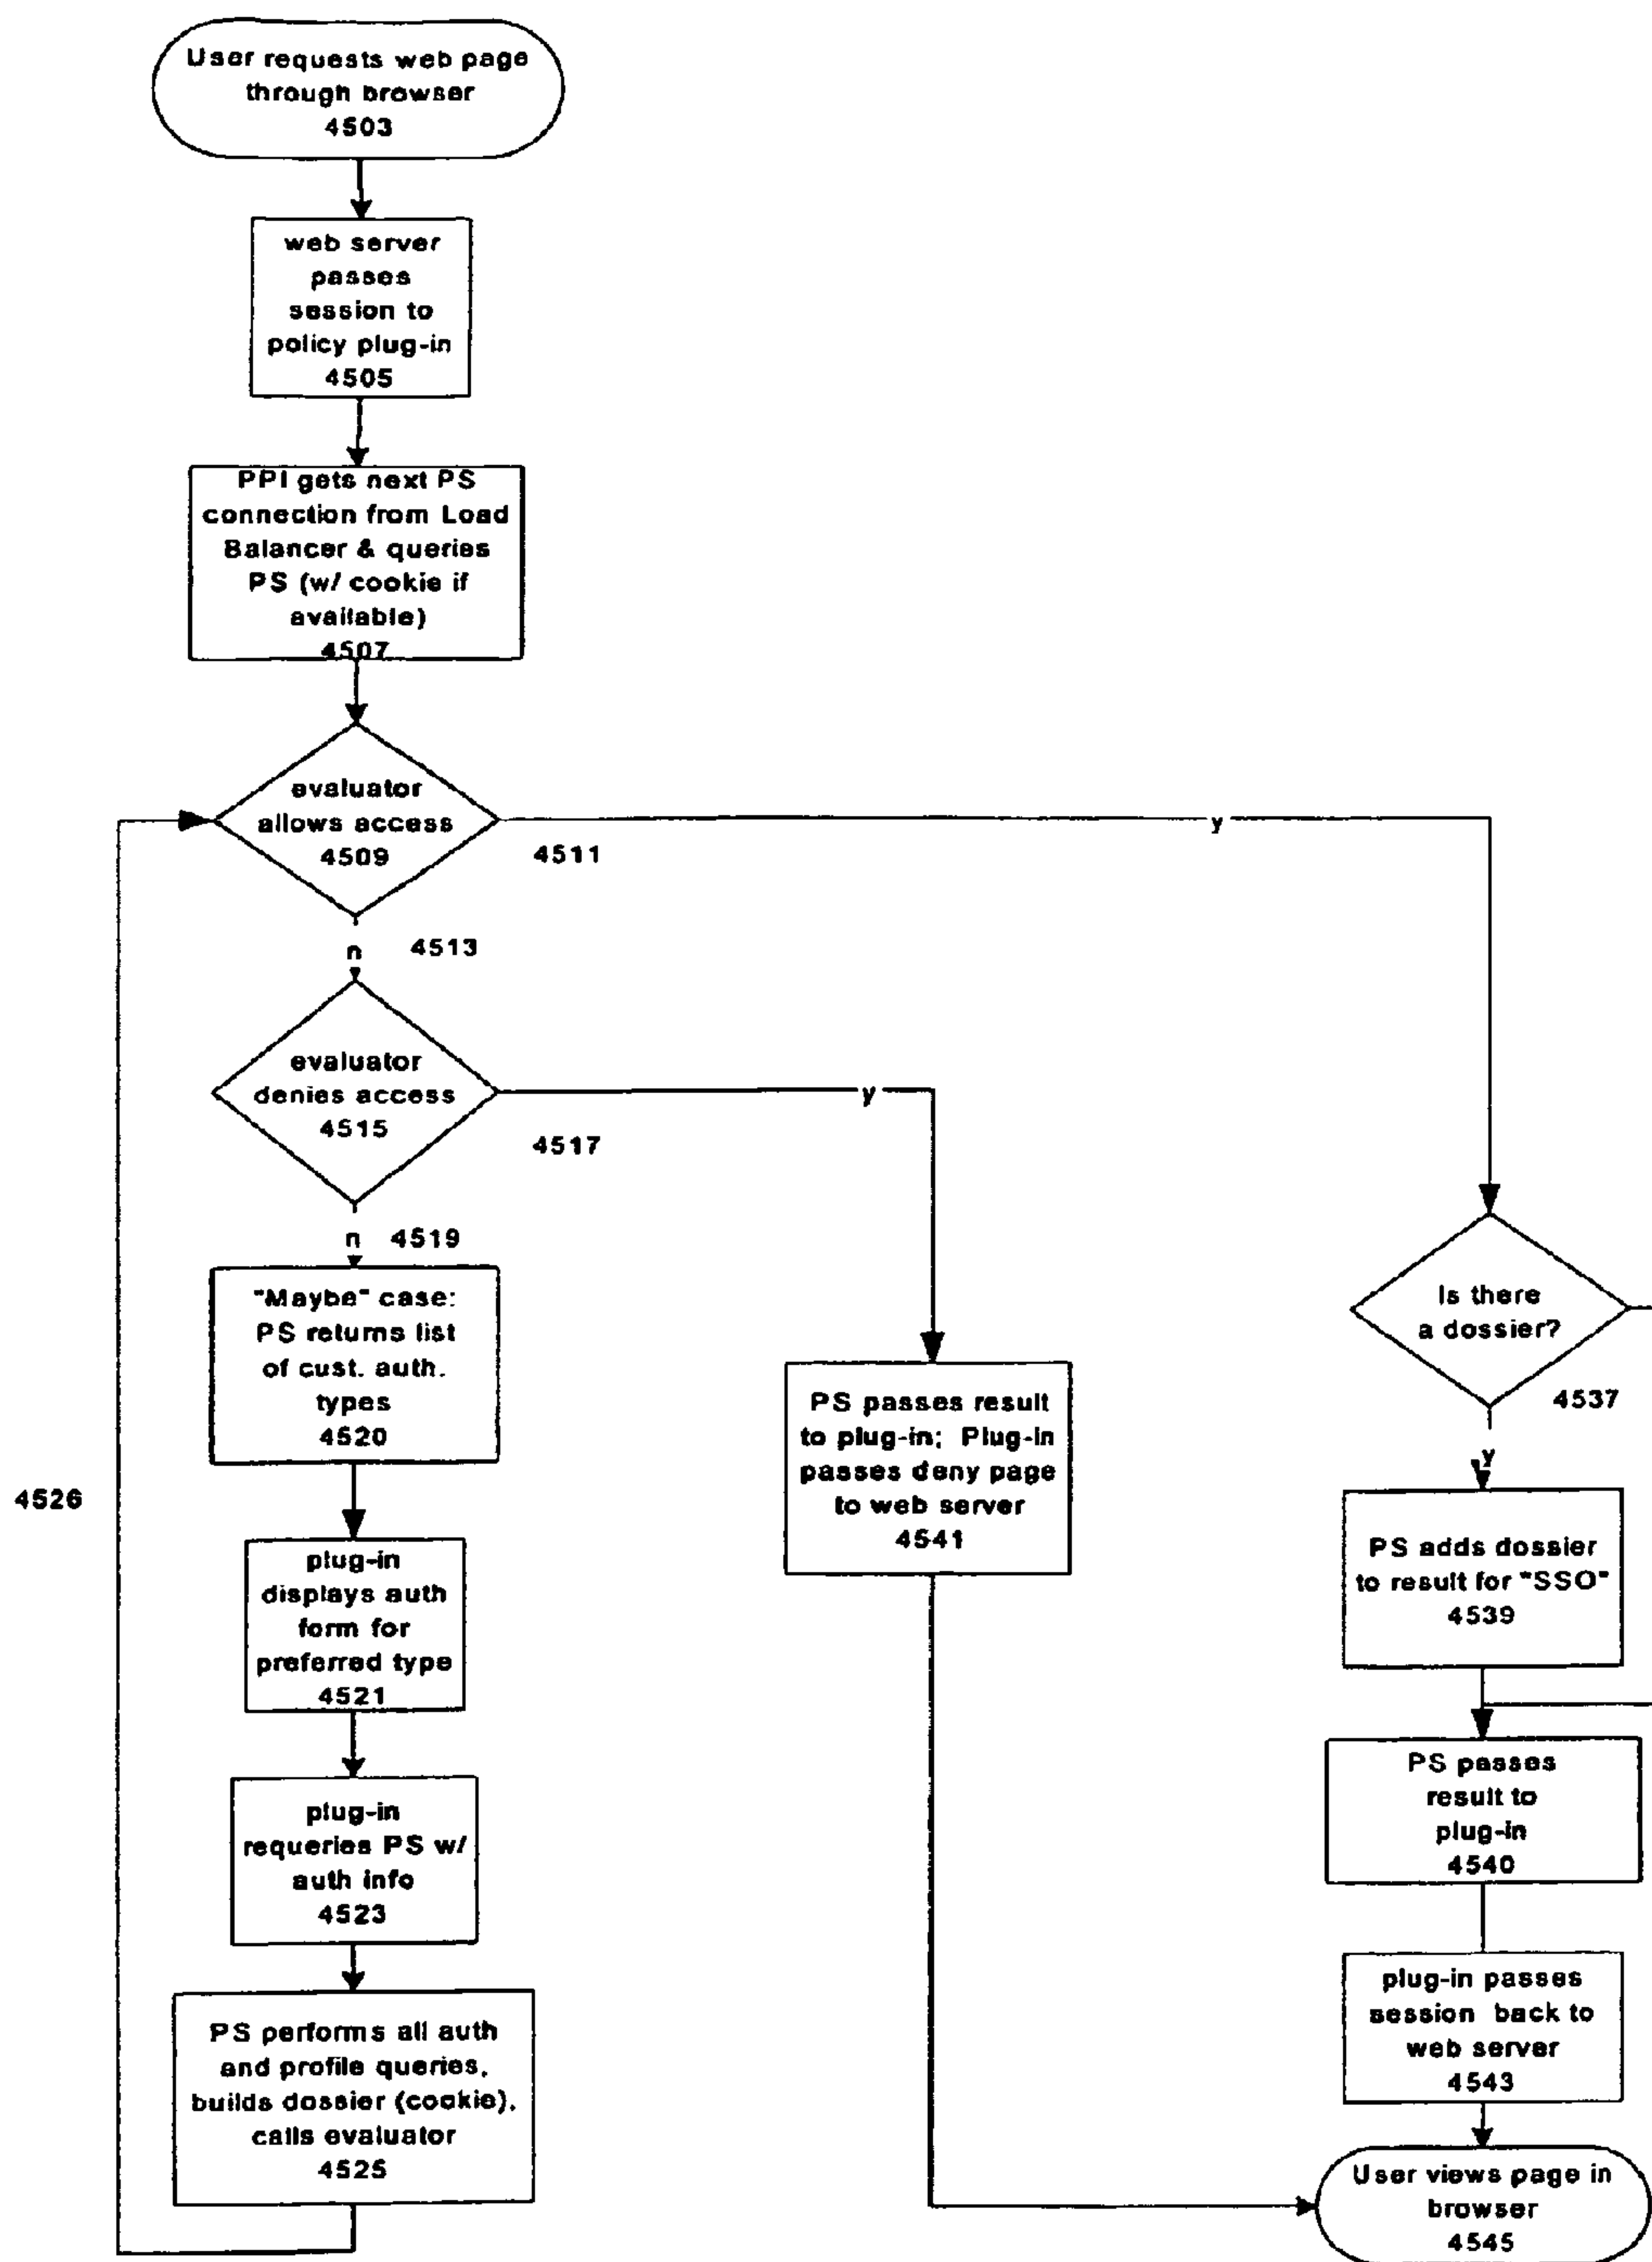 User requests web page
through browser
4503
web server
passes
session to
policy plug-in
4505
PPI gets next PS
connection from Load
Balancer & queries
PS (w/ cookie if
available)
4507
evaluator
allows access
4509
4511
y
n
4513
evaluator
denies access
4515
4517
y
n
4519
"Maybe" case:
PS returns list
of cust. auth.
types
4520
4526
plug-in
displays auth
form for
preferred type
4521
plug-in
requeries PS w/
auth info
4523
PS performs all auth
and profile queries,
builds dossier (cookie),
calls evaluator
4525
PS passes result
to plug-in; Plug-in
passes deny page
to web server
4541
Is there
a dossier?
4537
y
PS adds dossier
to result for "SSO"
4539
PS passes
result to
plug-in
4540
plug-in passes
session back to
web server
4543
User views page in
browser
4545